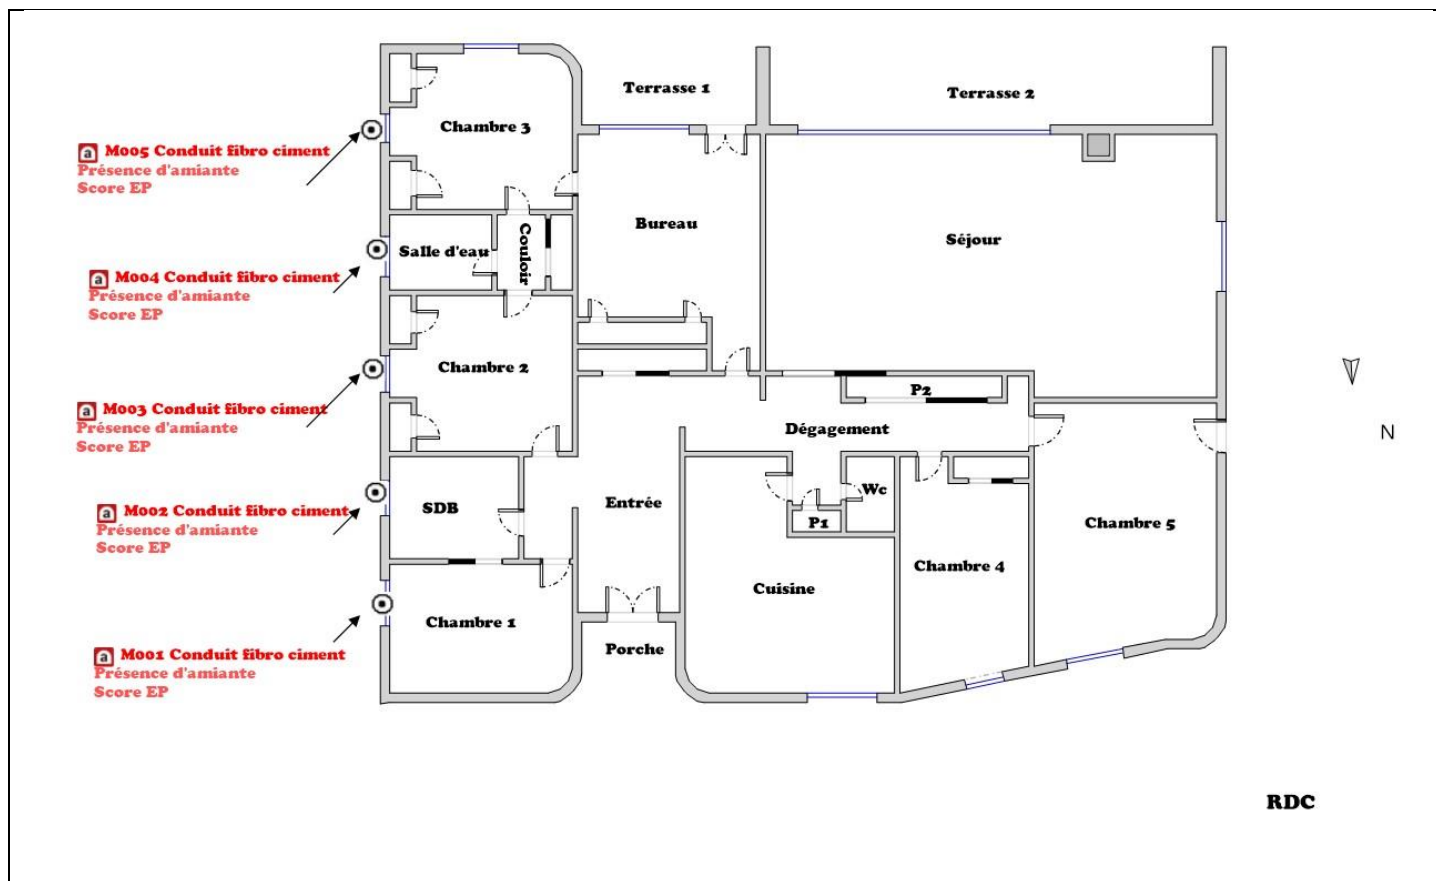 Terrasse 1
Terrasse 2
Chambre 3
a M005 Conduit fibro ciment
Présence d'amiante
Score EP
Bureau
Séjour
Salle d'eau
Couloir
a M004 Conduit fibro ciment
Présence d'amiante
Score EP
Chambre 2
P2
a M003 Conduit fibro ciment
Présence d'amiante
Score EP
Dégagement
N
SDB
Entrée
Wc
a M002 Conduit fibro ciment
Présence d'amiante
Score EP
P1
Chambre 5
Chambre 4
Cuisine
Chambre 1
Porche
a M001 Conduit fibro ciment
Présence d'amiante
Score EP
RDC